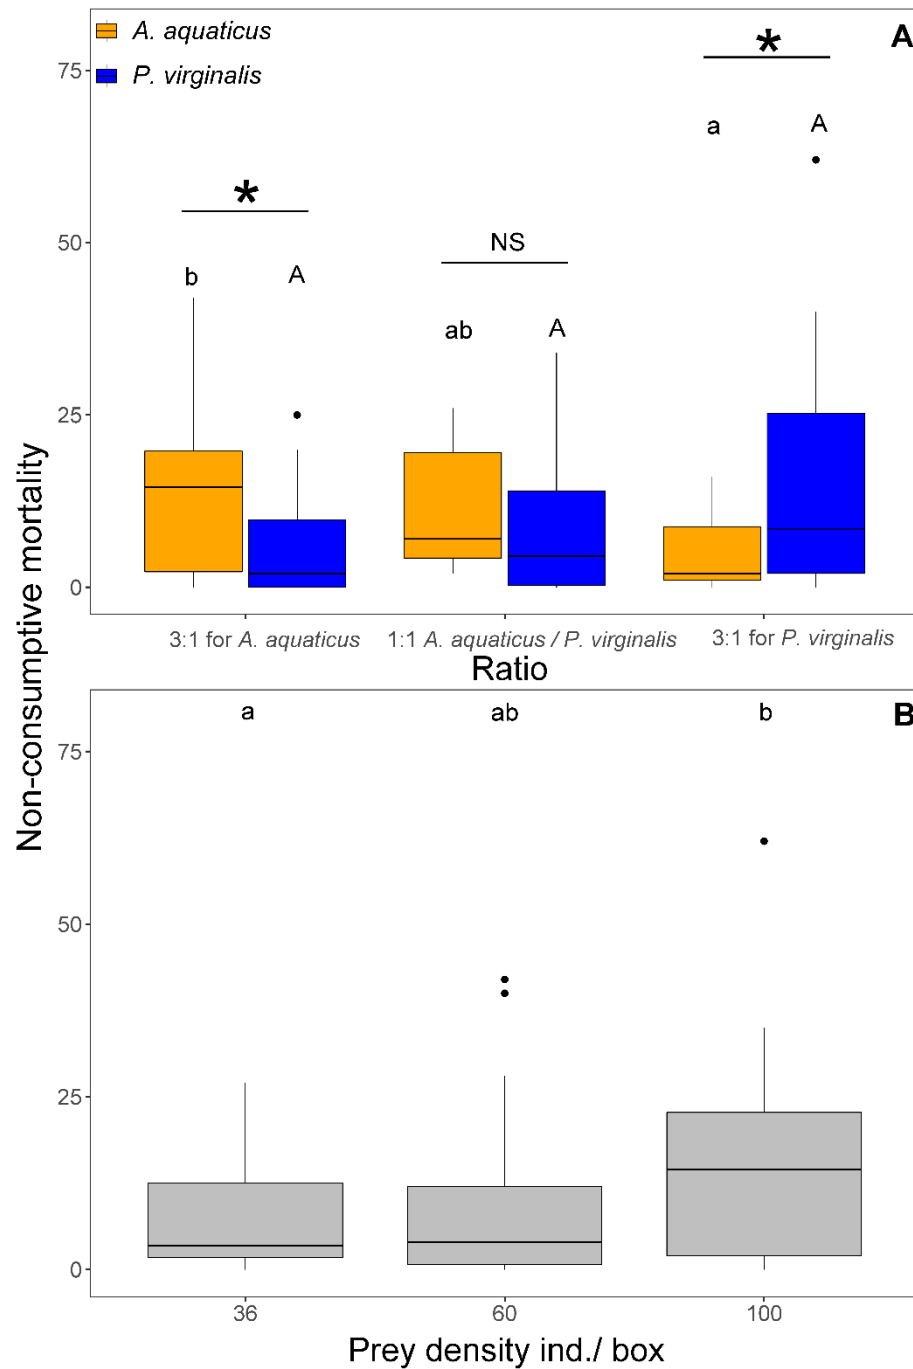 A. aquaticus
P. virginalis
A
*
*
NS
a
A
b
A
ab
A
75
50
25
0
3:1 for A. aquaticus
1:1 A. aquaticus / P. virginalis
3:1 for P. virginalis
Ratio
Non-consumptive mortality
a
ab
b
B
75
50
25
0
36
60
100
Prey density ind./ box